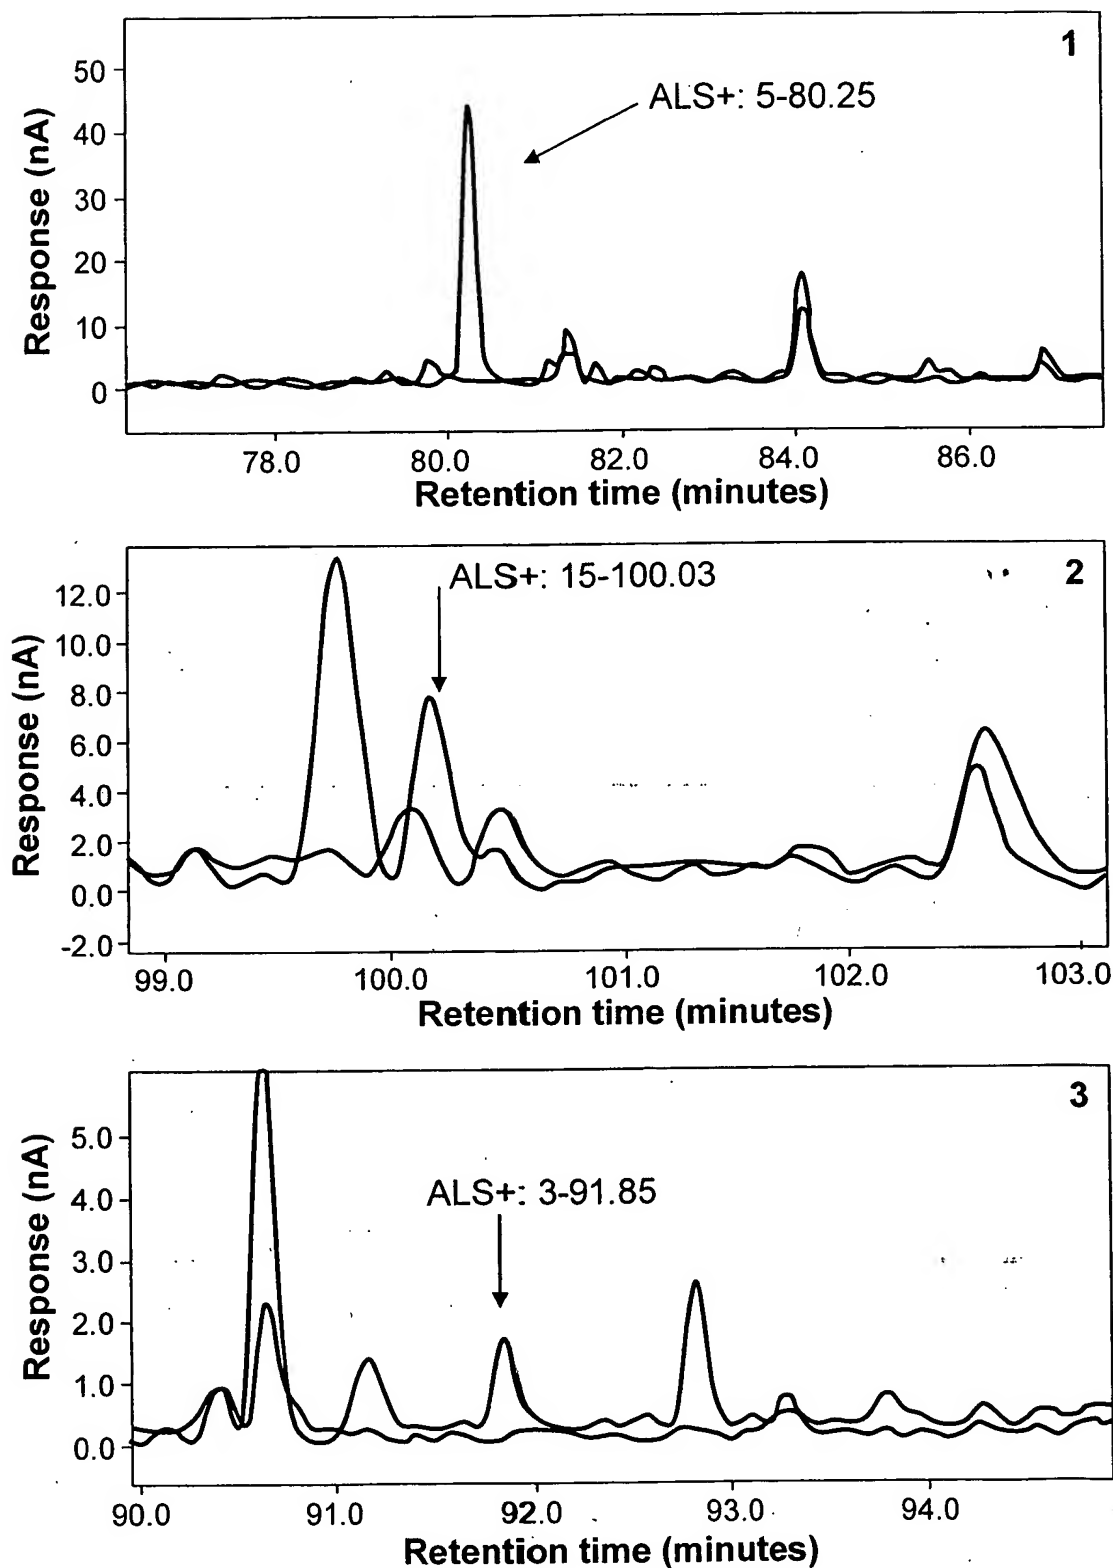 1
ALS+: 5-80.25
Response (nA)
50
40
30
20
10
0
78.0 80.0 82.0 84.0 86.0
Retention time (minutes)
2
ALS+: 15-100.03
Response (nA)
12.0
10.0
8.0
6.0
4.0
2.0
0.0
-2.0
99.0 100.0 101.0 102.0 103.0
Retention time (minutes)
3
ALS+: 3-91.85
Response (nA)
5.0
4.0
3.0
2.0
1.0
0.0
90.0 91.0 92.0 93.0 94.0
Retention time (minutes)